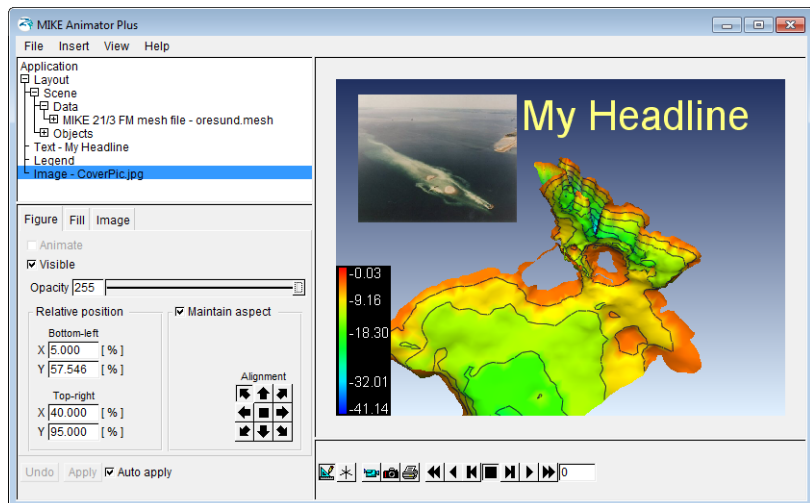 MIKE Animator Plus
File Insert View Help
Application
Layout
Scene
Data
MIKE 21/3 FM mesh file - oresund.mesh
Objects
Text - My Headline
Legend
Image - CoverPic.jpg
My Headline
-0.03
-9.16
-18.30
-32.01
-41.14
Figure Fill Image
Animate
Visible
Opacity 255
Relative position
Maintain aspect
Bottom-left
X 5.000 [ % ]
Y 57.546 [ % ]
Top-right
X 40.000 [ % ]
Y 95.000 [ % ]
Alignment
Undo Apply Auto apply
0